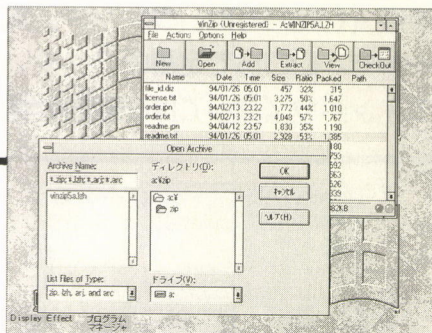 WinZip (Unregistered) - A:WINZIP5A.LZH
File Actions Options Help
New Open Add Extract View CheckOut
Name Date Time Size Ratio Packed Path
file_id.diz 94/01/26 05:01 457 32% 315
license.txt 94/01/26 05:01 3,275 50% 1,647
order.jpn 94/02/13 23:22 1,772 44% 1,010
order.txt 94/02/13 23:21 4,043 57% 1,767
readme.jpn 94/04/12 23:57 1,830 35% 1,190
readme.txt 94/01/26 05:01 2,928 53% 1,385
Open Archive
Archive Name:
*.zip;*.lzh;*.arj;*.arc
winzip5a.lzh
ディレクトリ(D):
a:¥zip
a:¥
zip
OK
キャンセル
ヘルプ(H)
List Files of Type:
zip, lzh, arj, and arc
ドライブ(V):
a:
Display Effect
プログラム
マネージャ